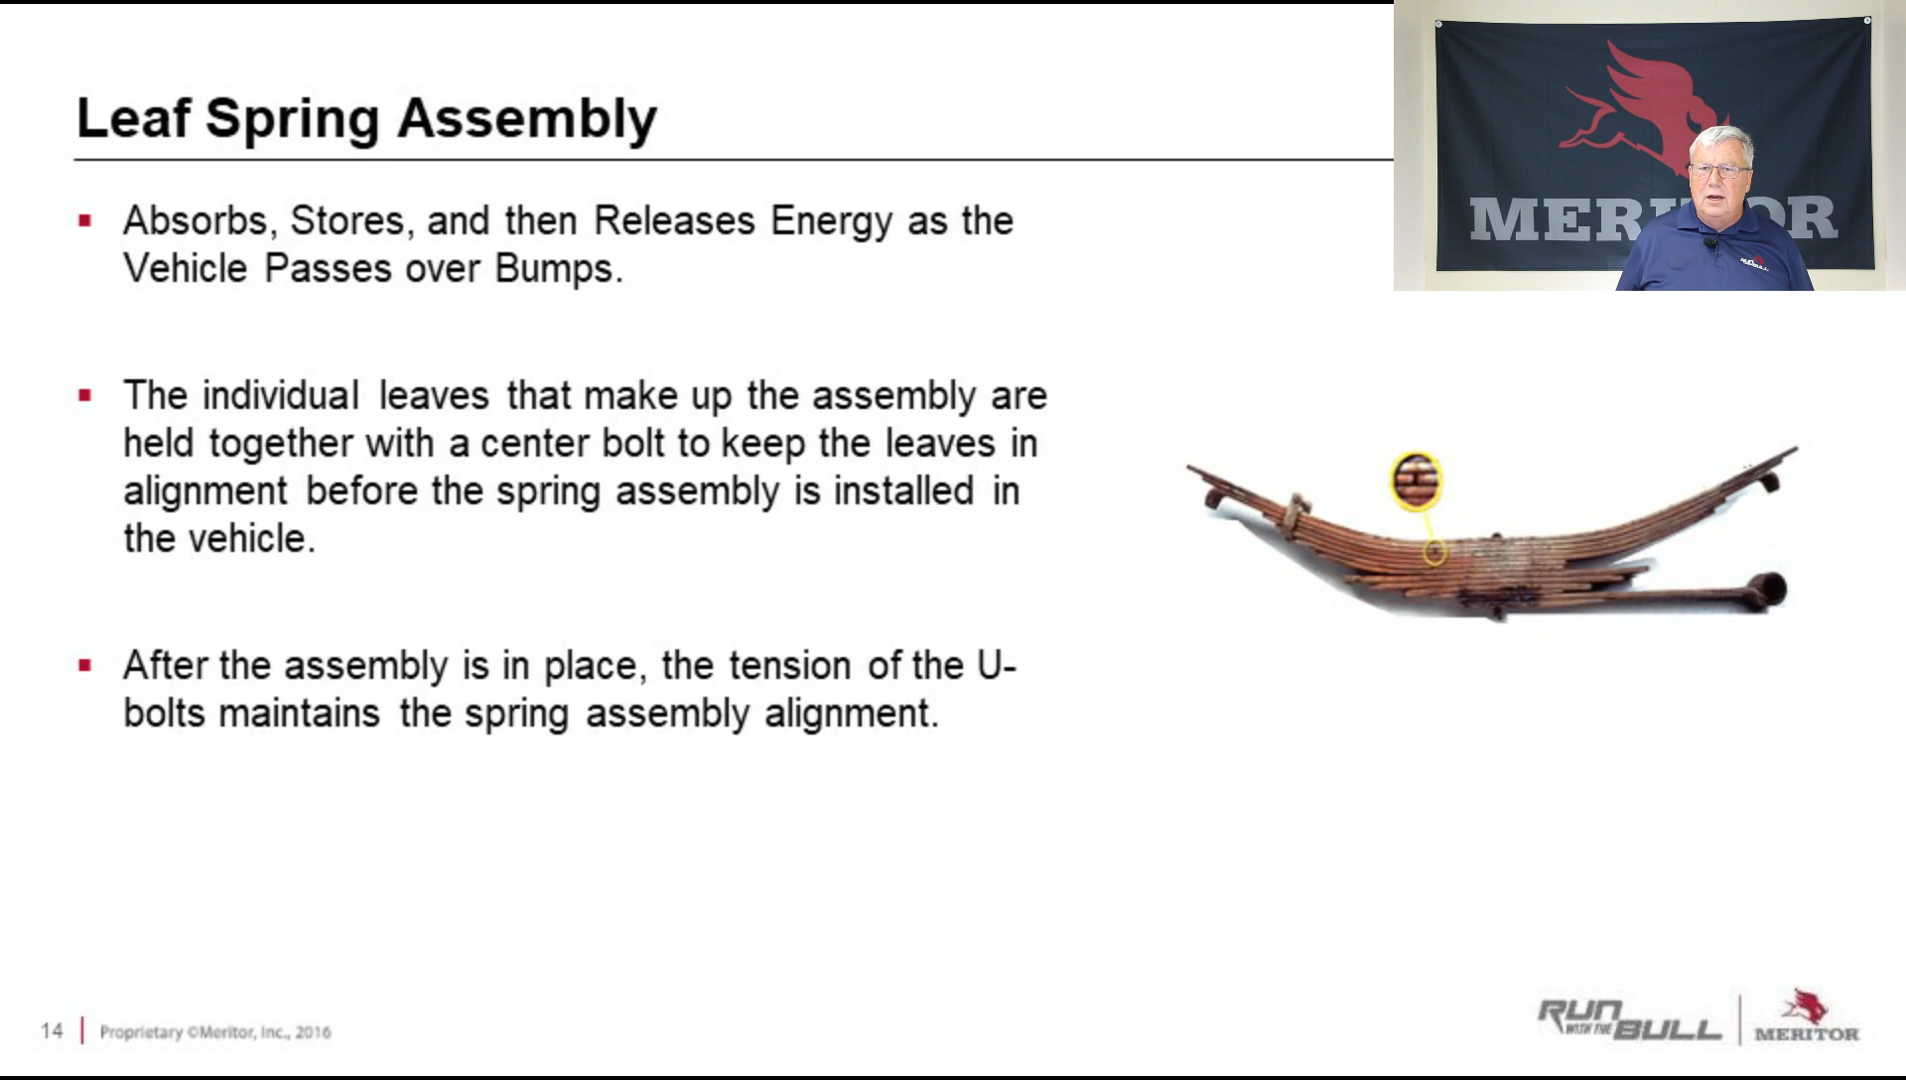 Leaf Spring Assembly
Absorbs, Stores, and then Releases Energy as the
Vehicle Passes over Bumps.
The individual leaves that make up the assembly are
held together with a center bolt to keep the leaves in
alignment before the spring assembly is installed in
the vehicle.
After the assembly is in place, the tension of the U-
bolts maintains the spring assembly alignment.
14
Proprietary ©Meritor, Inc., 2016
RUN
WITH THE BULL
MERITOR